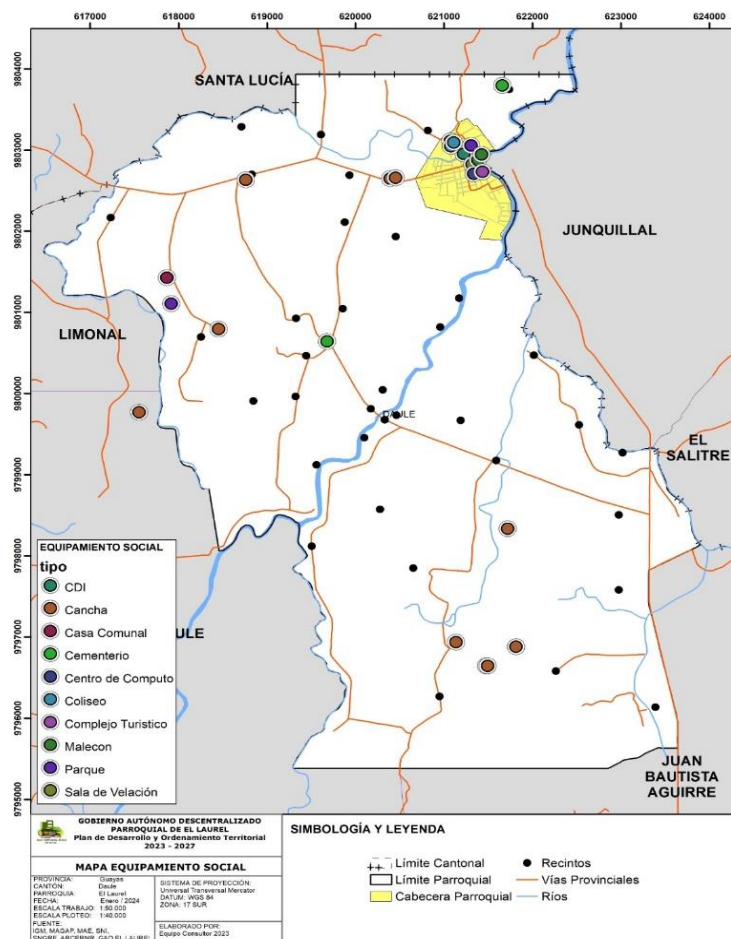 617000 618000 619000 620000 621000 622000 623000 624000
9804000
9803000
9802000
9801000
9800000
9799000
9798000
9797000
9796000
9795000
SANTA LUCÍA
JUNQUILLAL
LIMONAL
DAULE
EL
SALITRE
ULE
JUAN
BAUTISTA
AGUIRRE
EQUIPAMIENTO SOCIAL
tipo
CDI
Cancha
Casa Comunal
Cementerio
Centro de Computo
Coliseo
Complejo Turistico
Malecon
Parque
Sala de Velación
GOBIERNO AUTÓNOMO DESCENTRALIZADO
PARROQUIAL DE EL LAUREL
Plan de Desarrollo y Ordenamiento Territorial
2023 - 2027
MAPA EQUIPAMIENTO SOCIAL
PROVINCIA: Guayas
CANTÓN: Daule
PARROQUIA: El Laurel
FECHA: Enero / 2024
ESCALA TRABAJO: 1:50.000
ESCALA PLOTEO: 1:40.000
FUENTE:
IGM, MAGAP, MAE, SNI,
SISTEMA DE PROYECCIÓN:
Universal Transversal Mercator
DATUM: WGS 84
ZONA: 17 SUR
ELABORADO POR:
Equipo Consultor 2023
SIMBOLOGÍA Y LEYENDA
Límite Cantonal
Límite Parroquial
Cabecera Parroquial
Recintos
Vías Provinciales
Ríos